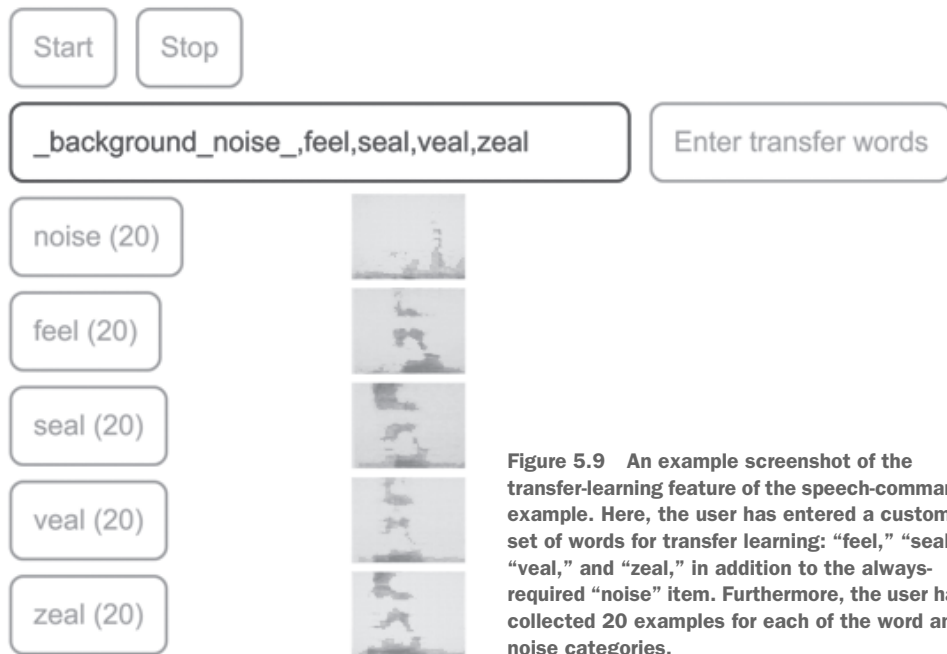 Start Stop
_background_noise_,feel,seal,veal,zeal Enter transfer words
noise (20)
feel (20)
seal (20)
veal (20)
zeal (20)
Figure 5.9 An example screenshot of the
transfer-learning feature of the speech-comman
example. Here, the user has entered a custom
set of words for transfer learning: “feel,” “seal
“veal,” and “zeal,” in addition to the always-
required “noise” item. Furthermore, the user ha
collected 20 examples for each of the word an
noise categories.